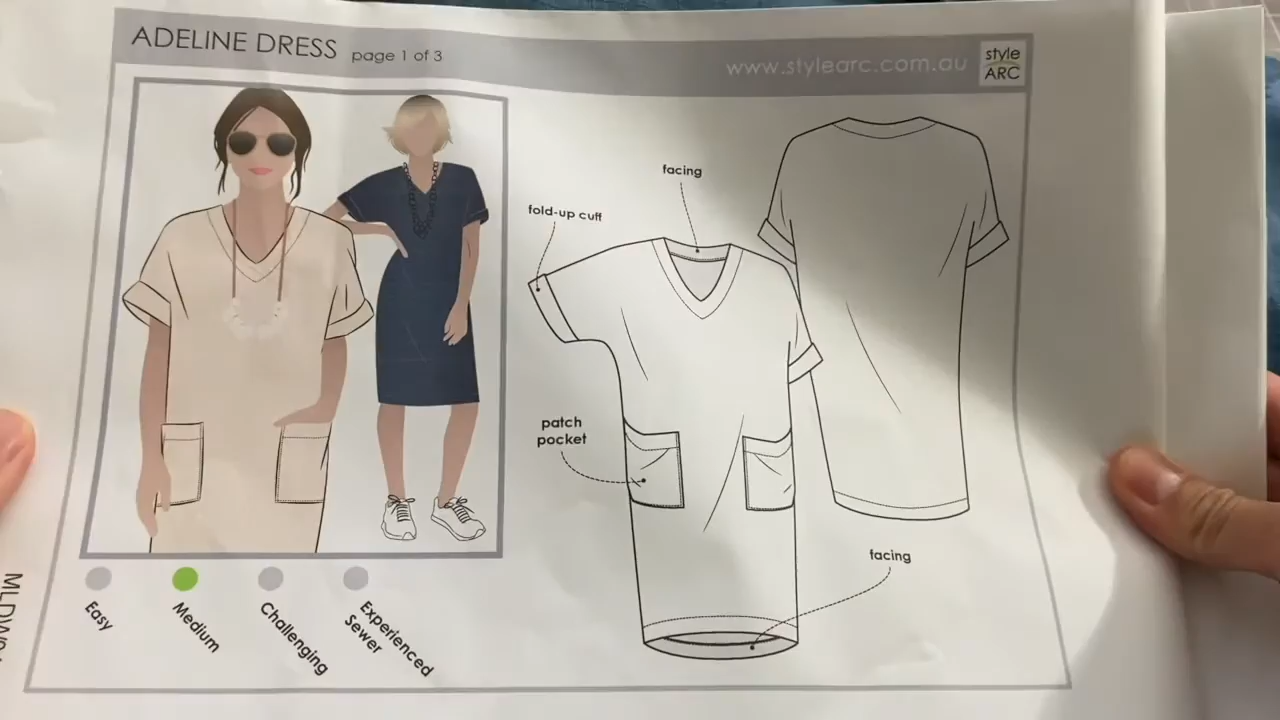 ADELINE DRESS page 1 of 3
www.stylearc.com.au
style
ARC
facing
fold-up cuff
patch
pocket
facing
Easy
Medium
Challenging
Experienced
Sewer